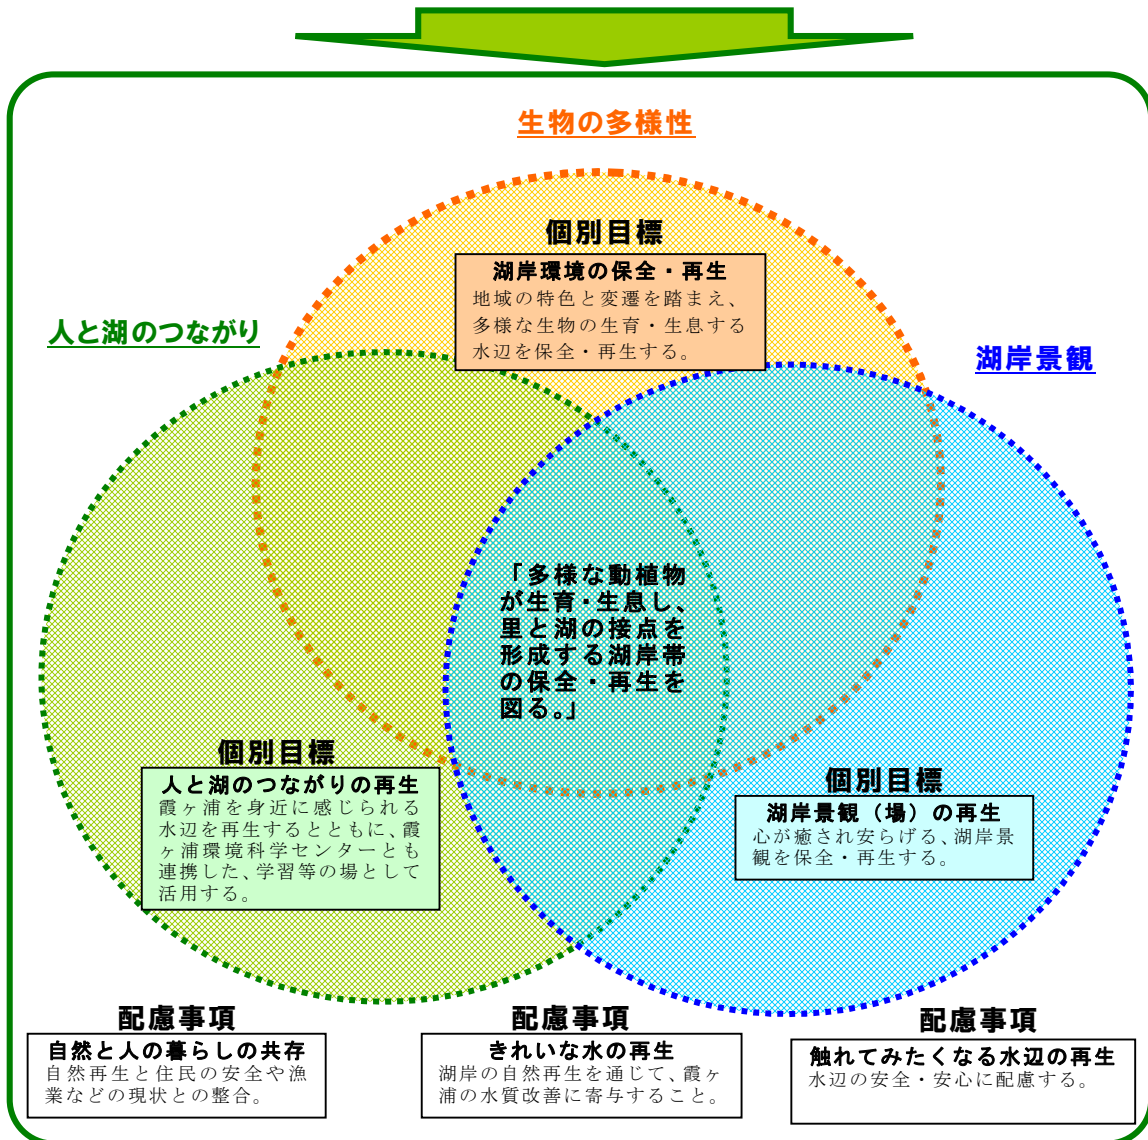 生物の多様性
個別目標
湖岸環境の保全・再生
地域の特色と変遷を踏まえ、
多様な生物の生育・生息する
水辺を保全・再生する。
人と湖のつながり
湖岸景観
「多様な動植物
が生育・生息し、
里と湖の接点を
形成する湖岸帯
の保全・再生を
図る。」
個別目標
人と湖のつながりの再生
霞ヶ浦を身近に感じられる
水辺を再生するとともに、霞
ヶ浦環境科学センターとも
連携した、学習等の場として
活用する。
個別目標
湖岸景観（場）の再生
心が癒され安らげる、湖岸景
観を保全・再生する。
配慮事項
自然と人の暮らしの共存
自然再生と住民の安全や漁
業などの現状との整合。
配慮事項
きれいな水の再生
湖岸の自然再生を通じて、霞ヶ
浦の水質改善に寄与すること。
配慮事項
触れてみたくなる水辺の再生
水辺の安全・安心に配慮する。